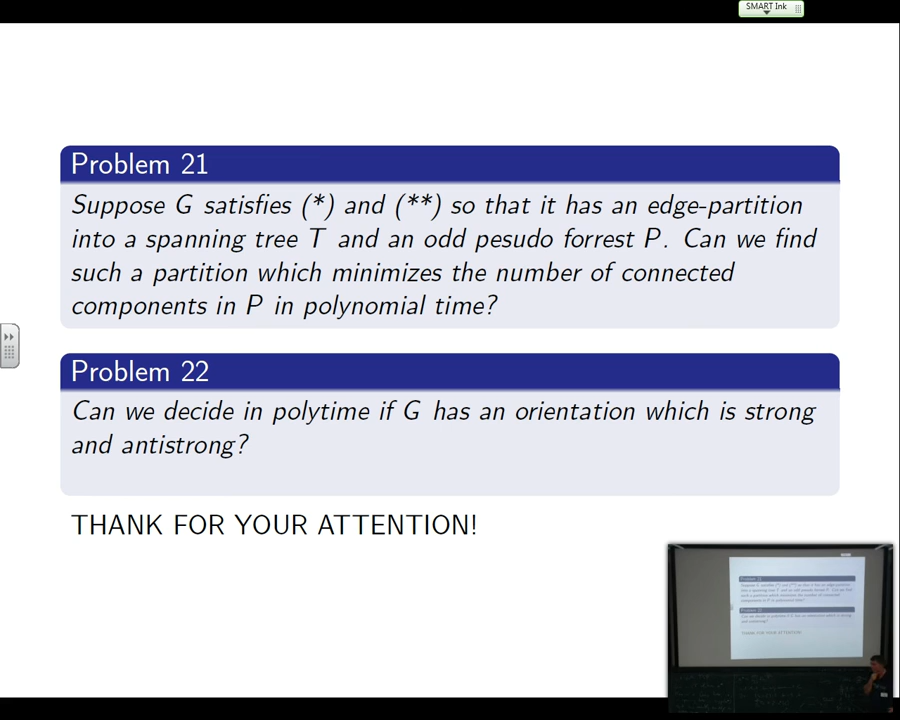 SMART Ink
Problem 21
Suppose G satisfies (*) and (**) so that it has an edge-partition
into a spanning tree T and an odd pesudo forrest P. Can we find
such a partition which minimizes the number of connected
components in P in polynomial time?
Problem 22
Can we decide in polytime if G has an orientation which is strong
and antistrong?
THANK FOR YOUR ATTENTION!